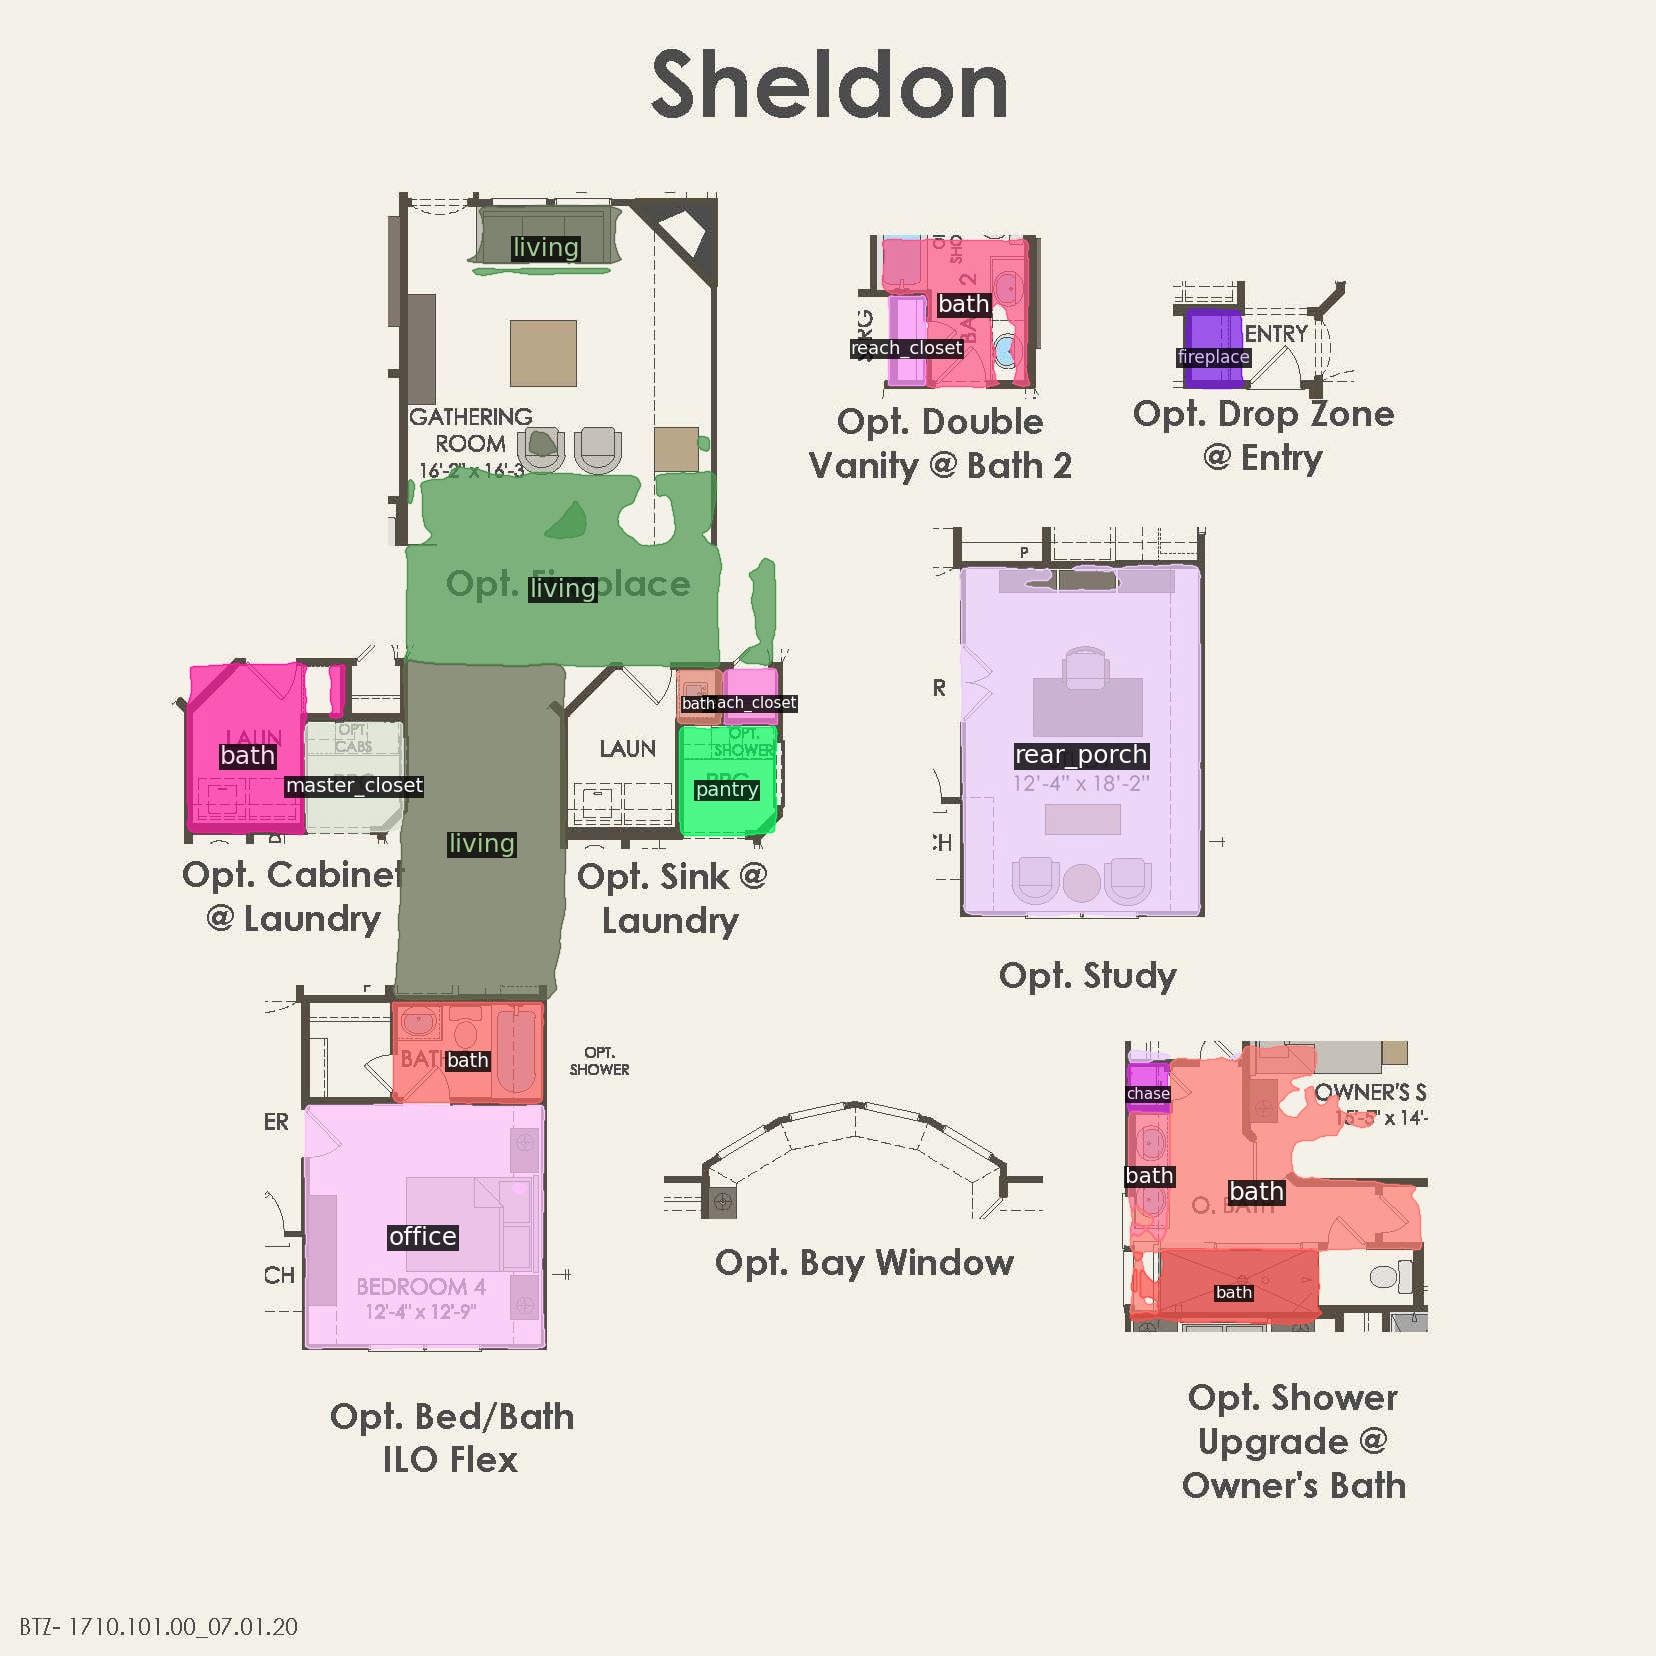 Sheldon
living
GATHERING
ROOM
16'-2" x 16'-3
living
bath
reach_closet
Opt. Double
Vanity @ Bath 2
fireplace
ENTRY
Opt. Drop Zone
@ Entry
P
R
rear_porch
12'-4" x 18'-2"
CH
Opt. Study
LAUN
bath
OPT.
CABS
master_closet
Opt. Cabinet
@ Laundry
living
LAUN
bath
ach_closet
OPT.
SHOWER
pantry
Opt. Sink @
Laundry
BATH
bath
OPT.
SHOWER
ER
office
CH
BEDROOM 4
12'-4" x 12'-9"
Opt. Bed/Bath
ILO Flex
Opt. Bay Window
chase
OWNER'S S
15'-5" x 14'-
bath
bath
O. BATH
bath
Opt. Shower
Upgrade @
Owner's Bath
BTZ- 1710.101.00_07.01.20